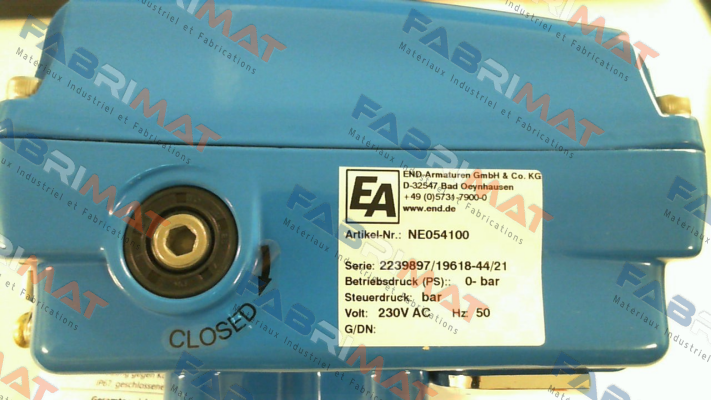 FABRIMAT
Materiaux Industriel et Fabrications
EA
END-Armaturen GmbH & Co. KG
D-32547 Bad Oeynhausen
+49 (0)5731-7900-0
www.end.de
Artikel-Nr.: NE054100
Serie: 2239897/19618-44/21
Betriebsdruck (PS):: 0- bar
Steuerdruck bar
Volt: 230V AC Hz: 50
G/DN:
CLOSED
geschlossene